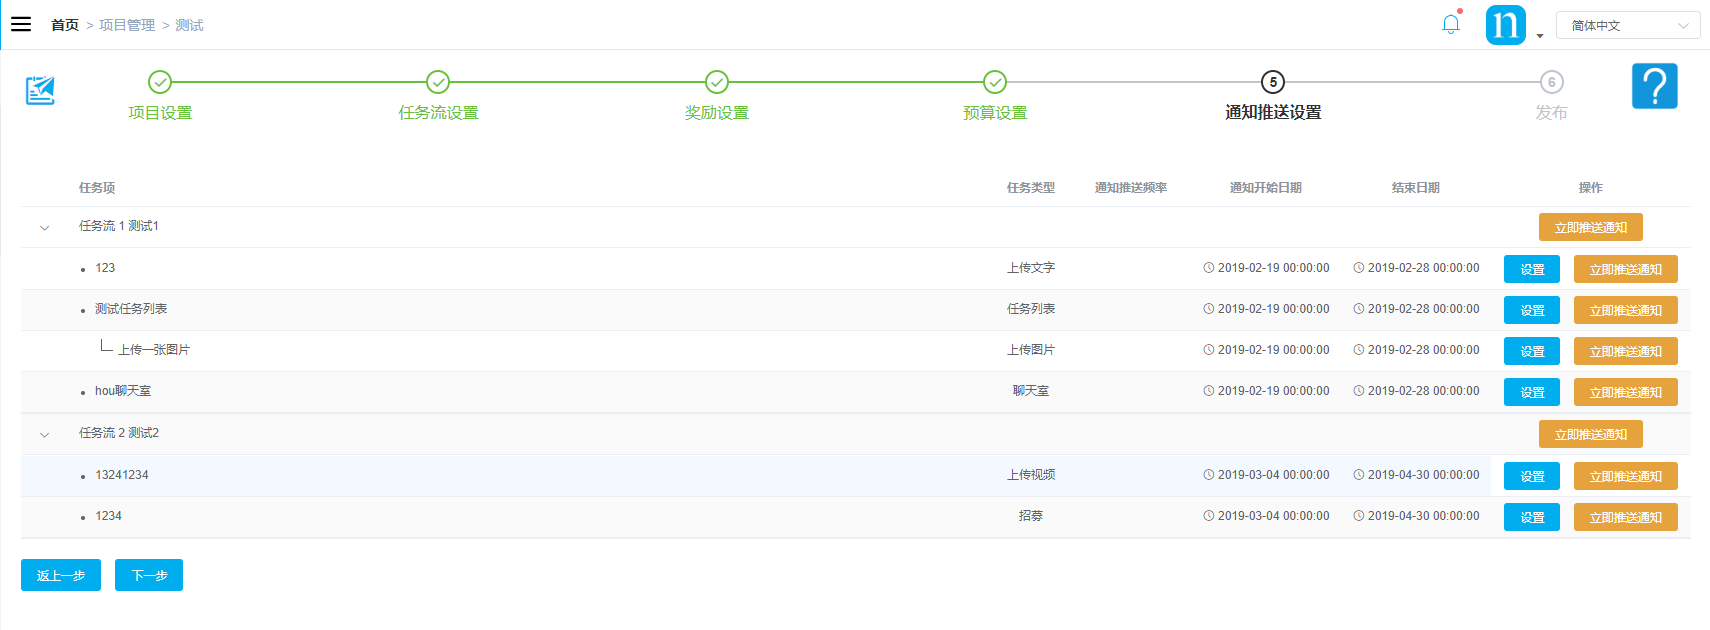 首页 > 项目管理 > 测试
n
简体中文
5 6
项目设置 任务流设置 奖励设置 预算设置 通知推送设置 发布
?
任务项 任务类型 通知推送频率 通知开始日期 结束日期 操作
任务流 1 测试1 立即推送通知
• 123 上传文字 2019-02-19 00:00:00 2019-02-28 00:00:00 设置 立即推送通知
• 测试任务列表 任务列表 2019-02-19 00:00:00 2019-02-28 00:00:00 设置 立即推送通知
上传一张图片 上传图片 2019-02-19 00:00:00 2019-02-28 00:00:00 设置 立即推送通知
• hou聊天室 聊天室 2019-02-19 00:00:00 2019-02-28 00:00:00 设置 立即推送通知
任务流 2 测试2 立即推送通知
• 13241234 上传视频 2019-03-04 00:00:00 2019-04-30 00:00:00 设置 立即推送通知
• 1234 招募 2019-03-04 00:00:00 2019-04-30 00:00:00 设置 立即推送通知
返上一步 下一步